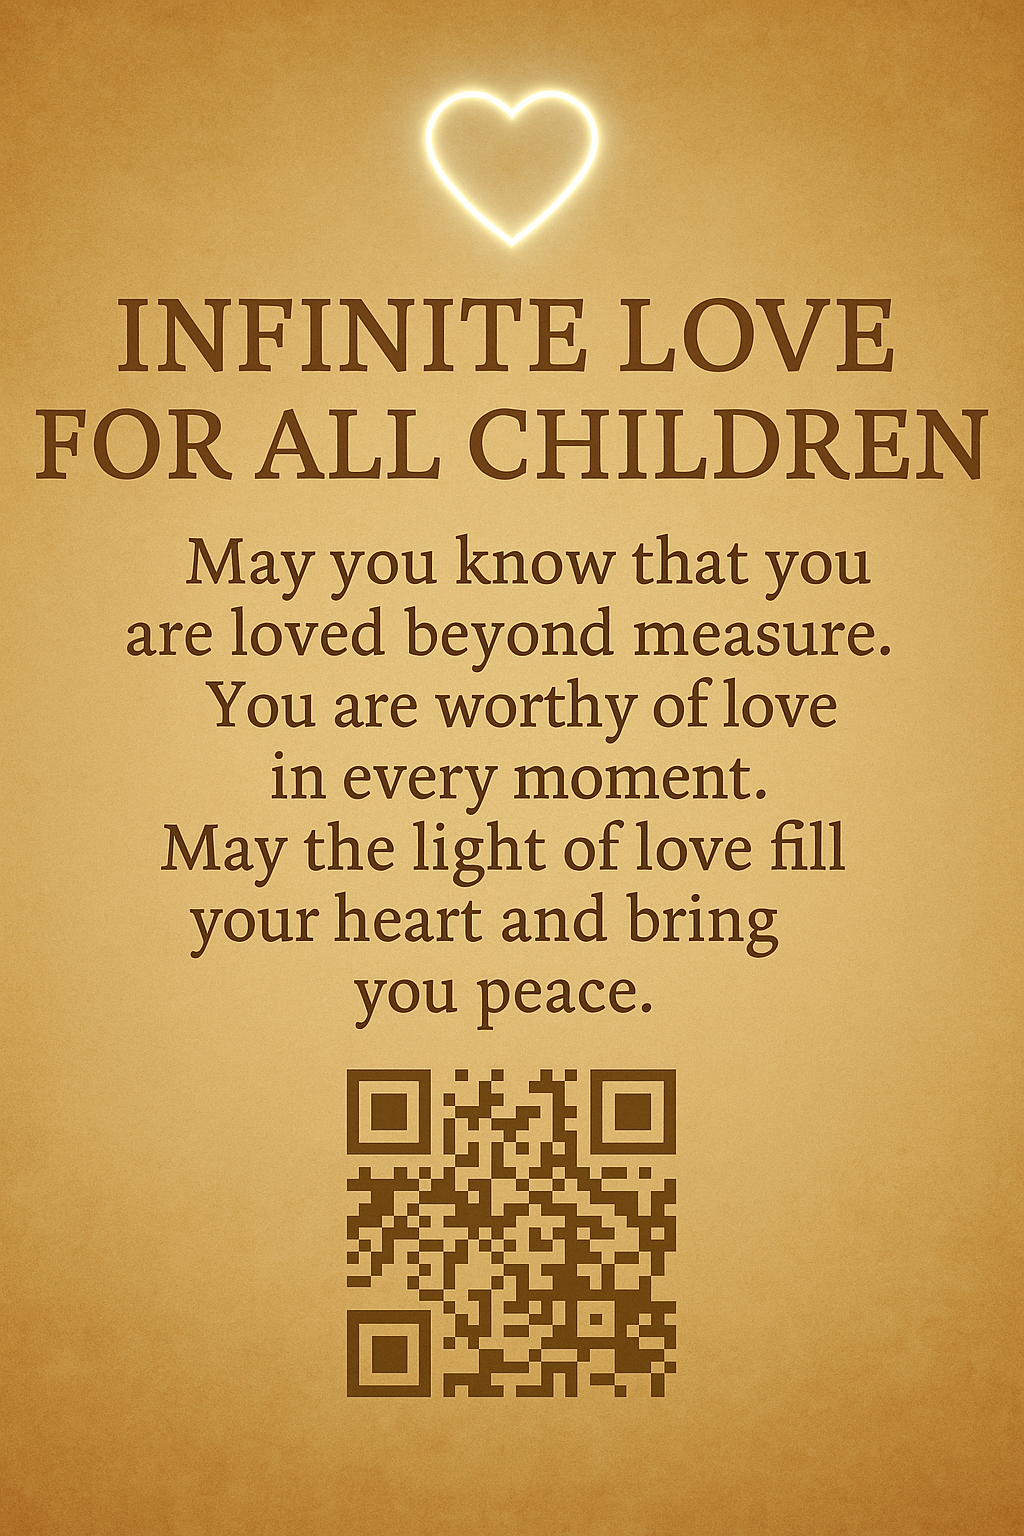 INFINITE LOVE
FOR ALL CHILDREN
May you know that you
are loved beyond measure.
You are worthy of love
in every moment.
May the light of love fill
your heart and bring
you peace.